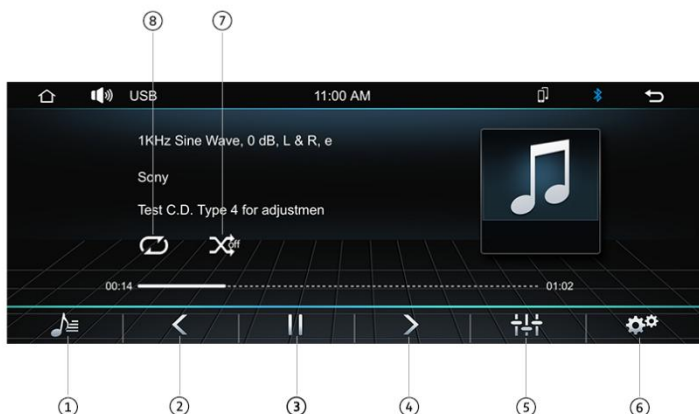 ⑧ ⑦
USB 11:00 AM
1KHz Sine Wave, 0 dB, L & R, e
Sony
Test C.D. Type 4 for adjustmen
off
00:14 01:02
① ② ③ ④ ⑤ ⑥